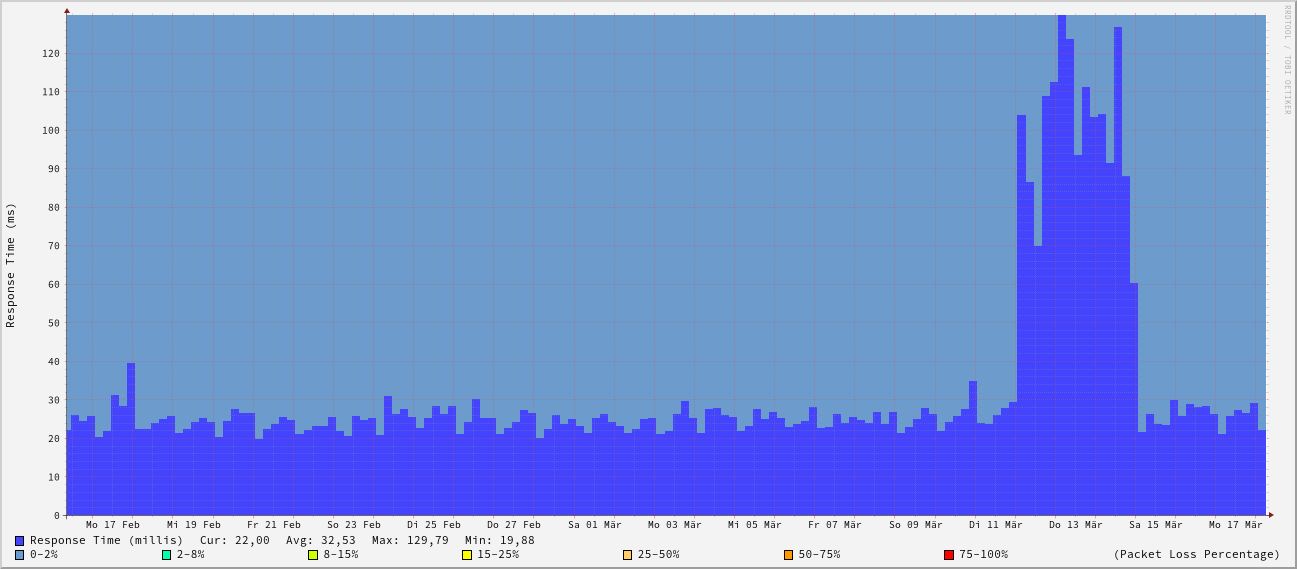 RRDTOOL / TOBI OETIKER
Response Time (ms)
120
110
100
90
80
70
60
50
40
30
20
10
0
Mo 17 Feb Mi 19 Feb Fr 21 Feb So 23 Feb Di 25 Feb Do 27 Feb Sa 01 Mär Mo 03 Mär Mi 05 Mär Fr 07 Mär So 09 Mär Di 11 Mär Do 13 Mär Sa 15 Mär Mo 17 Mär
Response Time (millis) Cur: 22,00 Avg: 32,53 Max: 129,79 Min: 19,88
0-2% 2-8% 8-15% 15-25% 25-50% 50-75% 75-100% (Packet Loss Percentage)